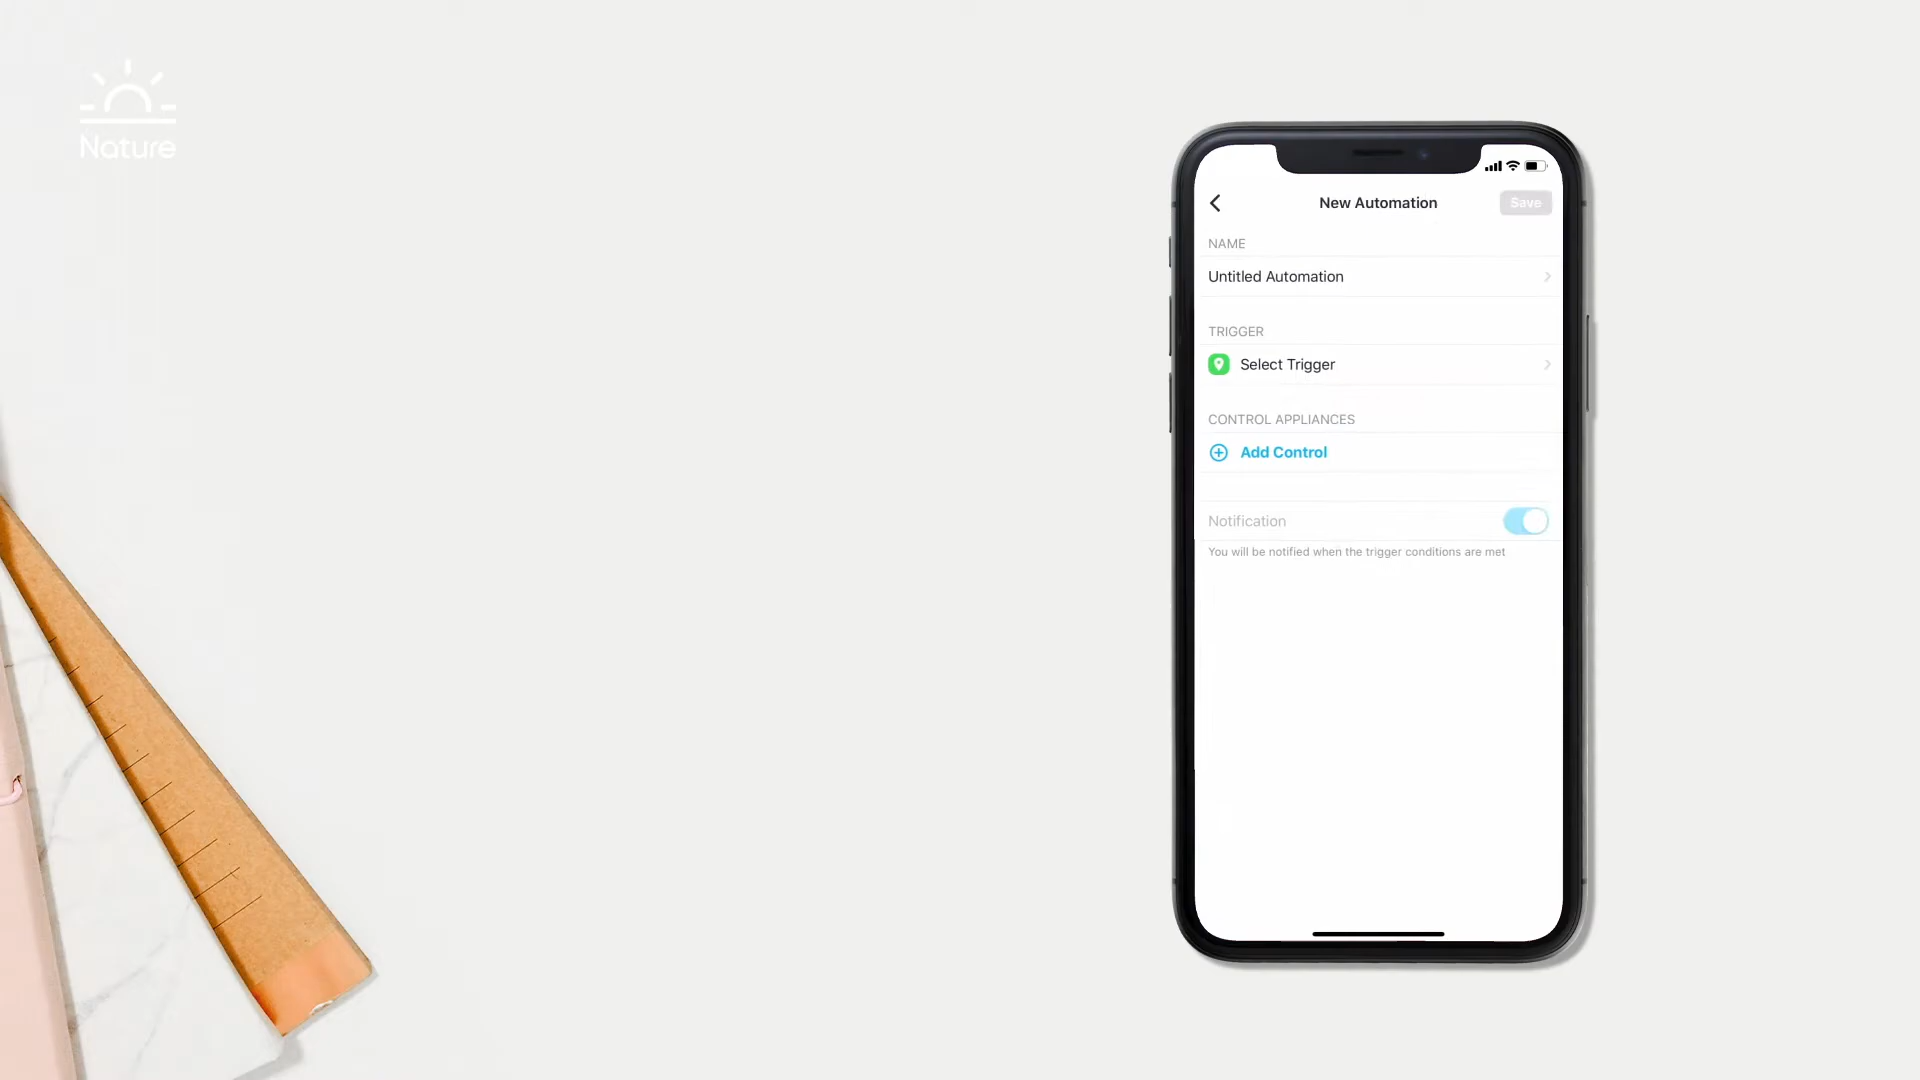 Nature
New Automation
Save
NAME
Untitled Automation
TRIGGER
Select Trigger
CONTROL APPLIANCES
Add Control
Notification
You will be notified when the trigger conditions are met